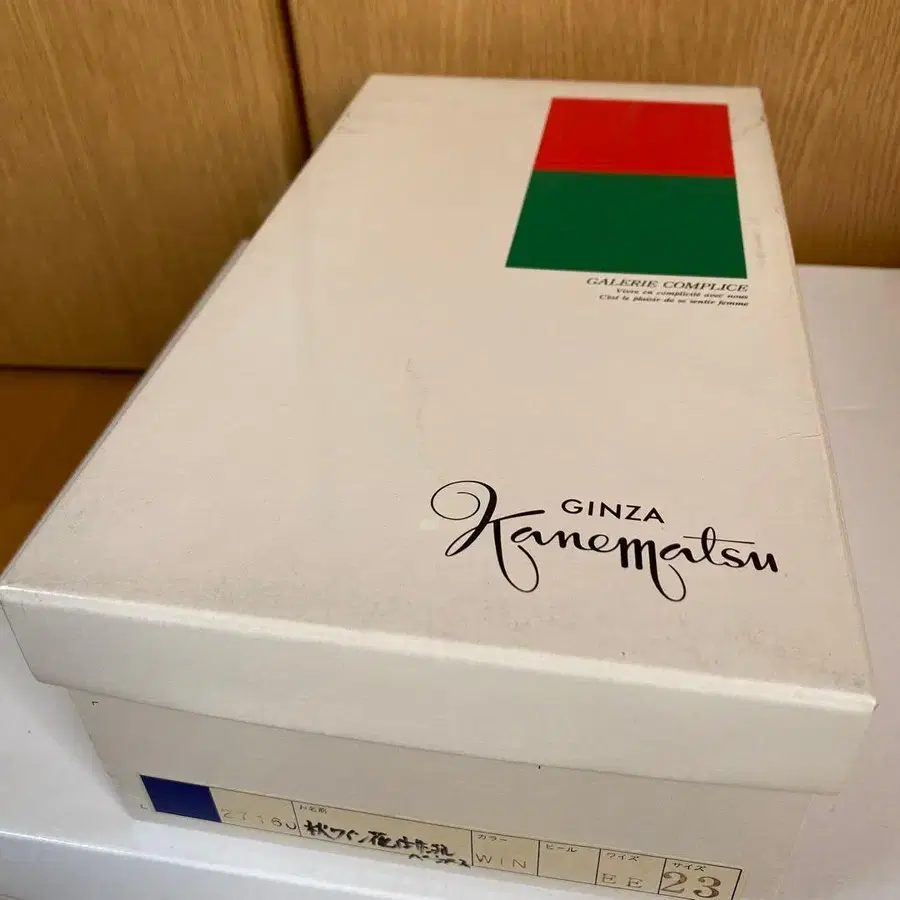 GALERIE COMPLICE
Vivre en complicité avec nous
C'est le plaisir de se sentir femme
GINZA
Kanematsu
お名前
カラー
WIN
ヒール
ワイズ
EE
サイズ
23